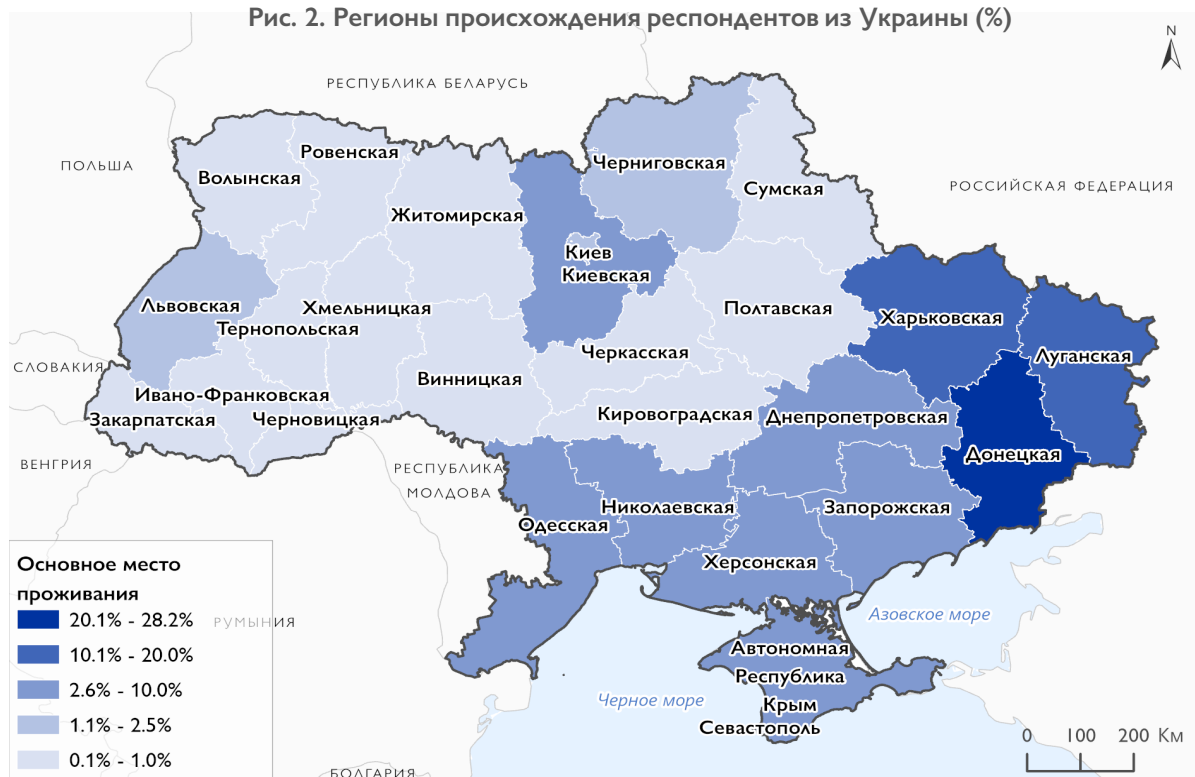 Рис. 2. Регионы происхождения респондентов из Украины (%)
N
РЕСПУБЛИКА БЕЛАРУСЬ
ПОЛЬША
РОССИЙСКАЯ ФЕДЕРАЦИЯ
Ровенская
Волынская
Черниговская
Сумская
Житомирская
Киев
Киевская
Львовская
Хмельницкая
Тернопольская
Полтавская
Харьковская
Луганская
СЛОВАКИЯ
Черкасская
Винницкая
Ивано-Франковская
Закарпатская
Черновицкая
Кировоградская
Днепропетровская
Донецкая
ВЕНГРИЯ
РЕСПУБЛИКА
МОЛДОВА
Николаевская
Запорожская
Одесская
Херсонская
Азовское море
Автономная
Республика
Крым
Севастополь
Черное море
Основное место
проживания
20.1% - 28.2%
10.1% - 20.0%
2.6% - 10.0%
1.1% - 2.5%
0.1% - 1.0%
РУМЫНИЯ
БОЛГАРИЯ
0 100 200 Км